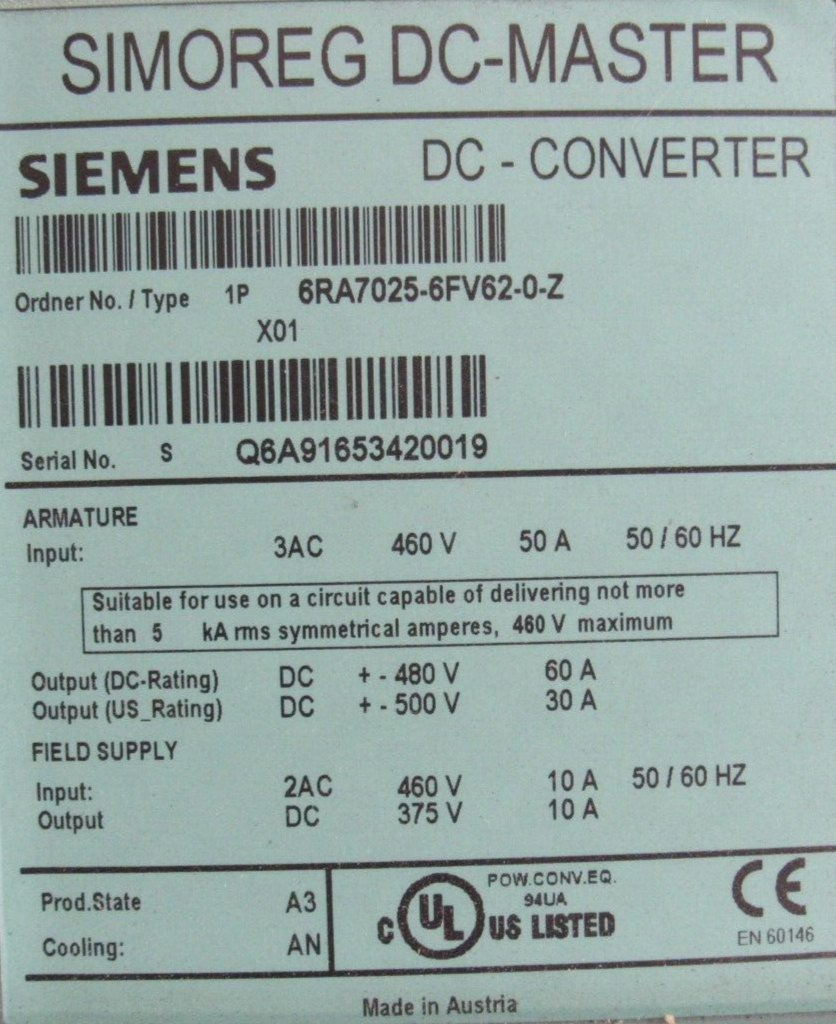 SIMOREG DC-MASTER
SIEMENS DC - CONVERTER
Ordner No. / Type 1P 6RA7025-6FV62-0-Z
X01
Serial No. S Q6A91653420019
ARMATURE
Input: 3AC 460 V 50 A 50 / 60 HZ
Suitable for use on a circuit capable of delivering not more
than 5 kA rms symmetrical amperes, 460 V maximum
Output (DC-Rating) DC + - 480 V 60 A
Output (US_Rating) DC + - 500 V 30 A
FIELD SUPPLY
Input: 2AC 460 V 10 A 50 / 60 HZ
Output DC 375 V 10 A
Prod.State A3
Cooling: AN
POW.CONV.EQ.
94UA
C UL US LISTED
CE
EN 60146
Made in Austria